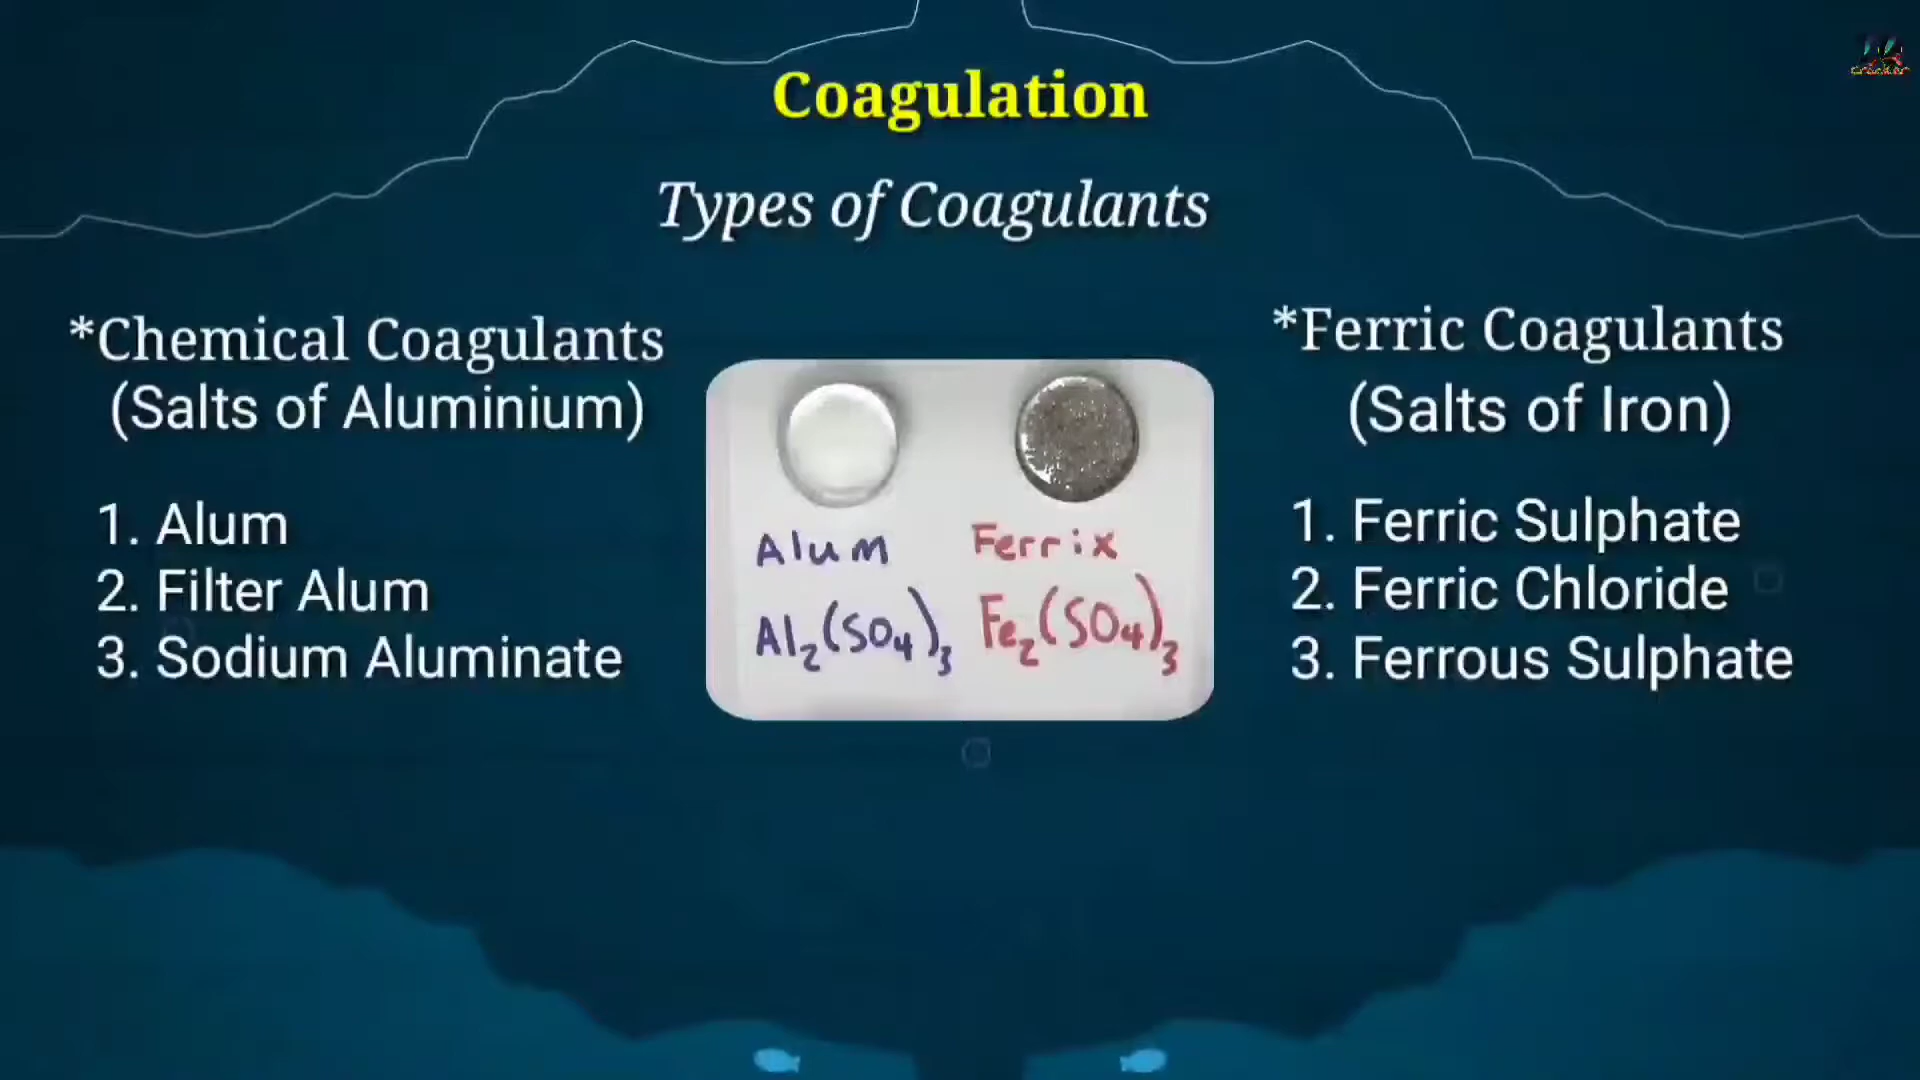 Coagulation
Types of Coagulants
*Chemical Coagulants
(Salts of Aluminium)
1. Alum
2. Filter Alum
3. Sodium Aluminate
Alum Ferrix
Al₂(SO₄)₃ Fe₂(SO₄)₃
*Ferric Coagulants
(Salts of Iron)
1. Ferric Sulphate
2. Ferric Chloride
3. Ferrous Sulphate
cracker